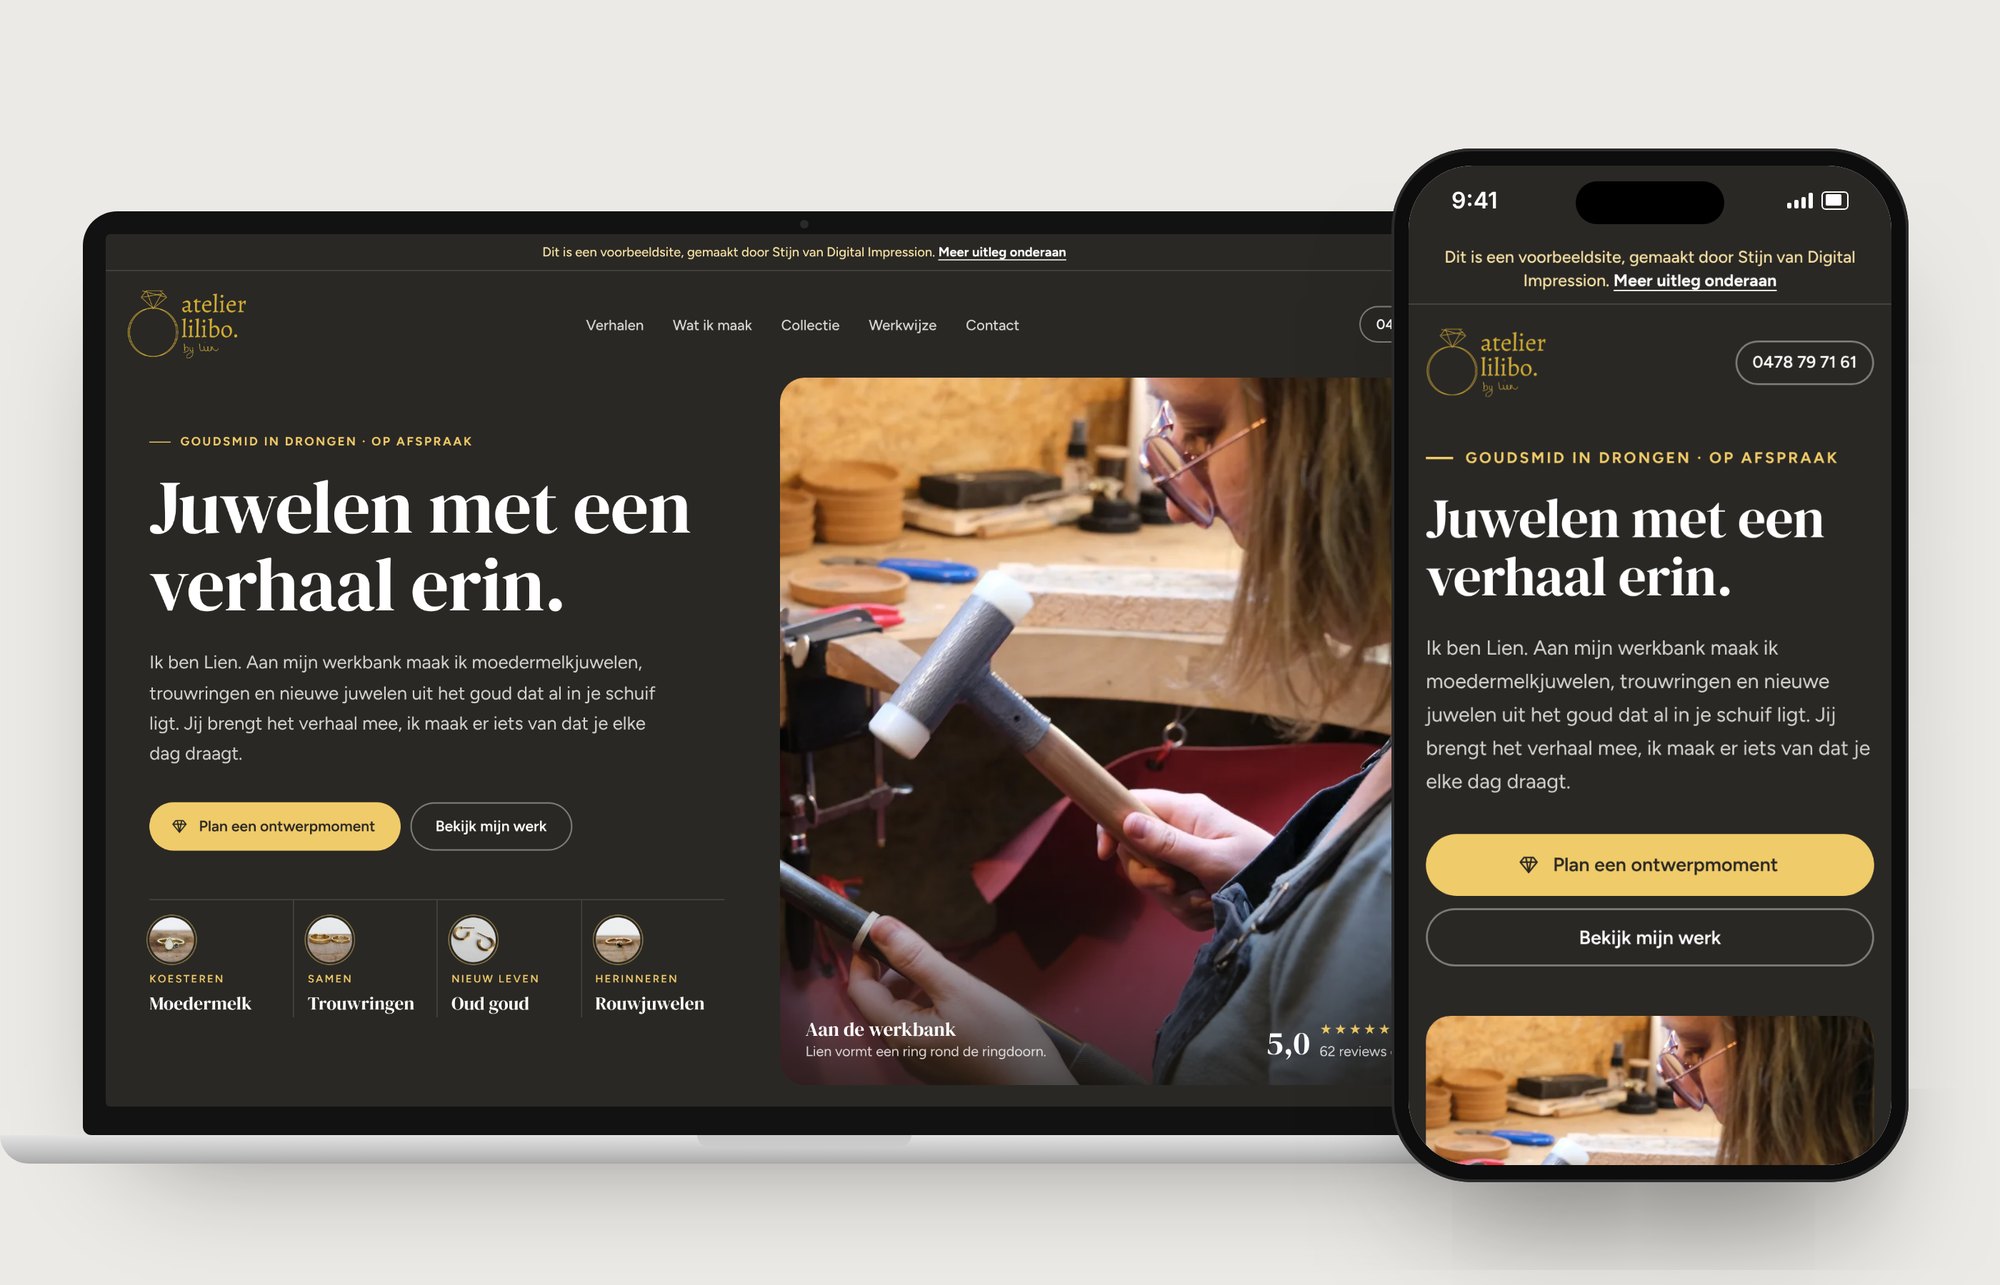 Dit is een voorbeeldsite, gemaakt door Stijn van Digital Impression. Meer uitleg onderaan
atelier
lilibo.
by Lien
Verhalen Wat ik maak Collectie Werkwijze Contact
04
GOUDSMID IN DRONGEN · OP AFSPRAAK
Juwelen met een
verhaal erin.
Ik ben Lien. Aan mijn werkbank maak ik moedermelkjuwelen,
trouwringen en nieuwe juwelen uit het goud dat al in je schuif
ligt. Jij brengt het verhaal mee, ik maak er iets van dat je elke
dag draagt.
Plan een ontwerpmoment
Bekijk mijn werk
KOESTEREN
Moedermelk
SAMEN
Trouwringen
NIEUW LEVEN
Oud goud
HERINNEREN
Rouwjuwelen
Aan de werkbank
Lien vormt een ring rond de ringdoorn.
5,0 ★★★★★
62 reviews
9:41
Dit is een voorbeeldsite, gemaakt door Stijn van Digital
Impression. Meer uitleg onderaan
atelier
lilibo.
by Lien
0478 79 71 61
GOUDSMID IN DRONGEN · OP AFSPRAAK
Juwelen met een
verhaal erin.
Ik ben Lien. Aan mijn werkbank maak ik
moedermelkjuwelen, trouwringen en nieuwe
juwelen uit het goud dat al in je schuif ligt. Jij
brengt het verhaal mee, ik maak er iets van dat je
elke dag draagt.
Plan een ontwerpmoment
Bekijk mijn werk